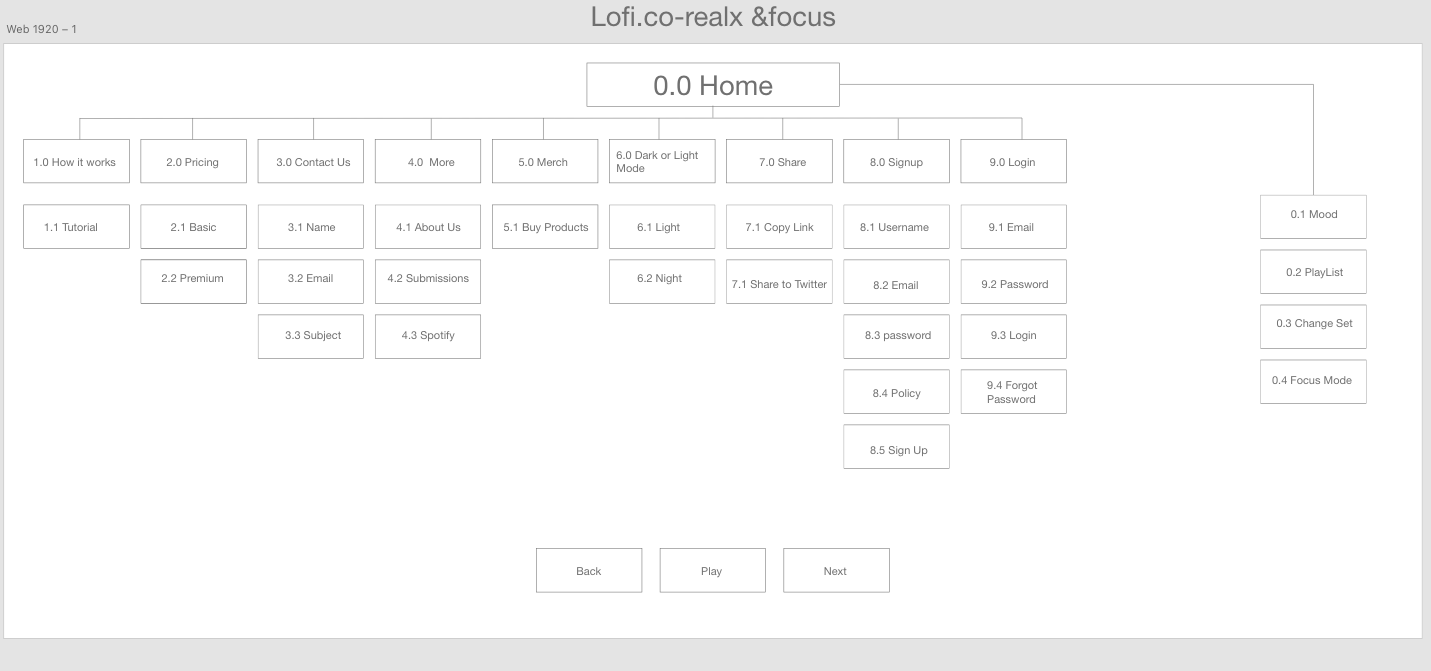 Lofi.co-realx &focus
Web 1920 – 1
0.0 Home
1.0 How it works
2.0 Pricing
3.0 Contact Us
4.0  More
5.0 Merch
6.0 Dark or Light
Mode
7.0 Share
8.0 Signup
9.0 Login
1.1 Tutorial
2.1 Basic
3.1 Name
4.1 About Us
5.1 Buy Products
6.1 Light
7.1 Copy Link
8.1 Username
9.1 Email
0.1 Mood
2.2 Premium
3.2 Email
4.2 Submissions
6.2 Night
7.1 Share to Twitter
8.2 Email
9.2 Password
0.2 PlayList
3.3 Subject
4.3 Spotify
8.3 password
9.3 Login
0.3 Change Set
8.4 Policy
9.4 Forgot
Password
0.4 Focus Mode
8.5 Sign Up
Back
Play
Next